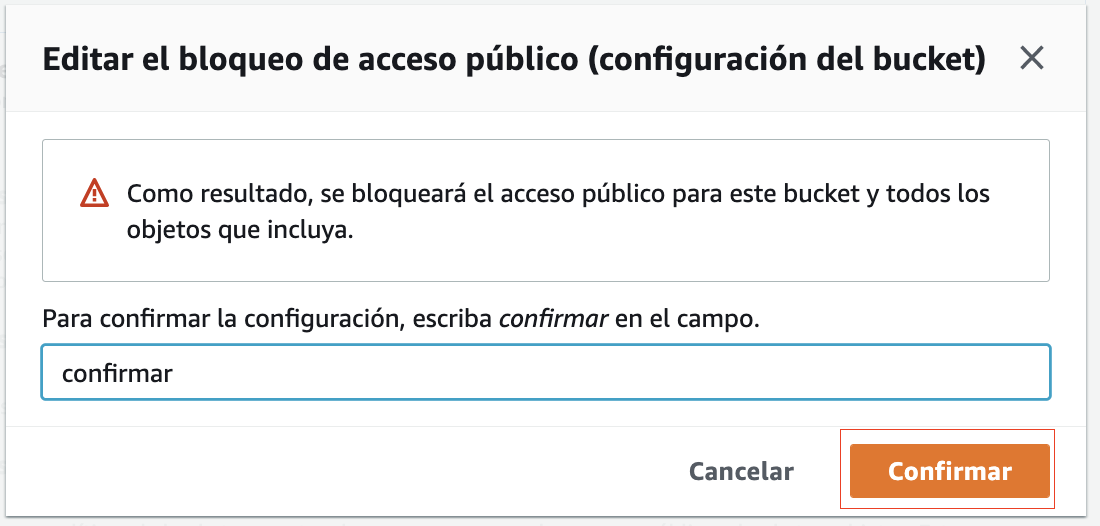 Editar el bloqueo de acceso público (configuración del bucket)
Como resultado, se bloqueará el acceso público para este bucket y todos los
objetos que incluya.
Para confirmar la configuración, escriba confirmar en el campo.
confirmar
Cancelar
Confirmar